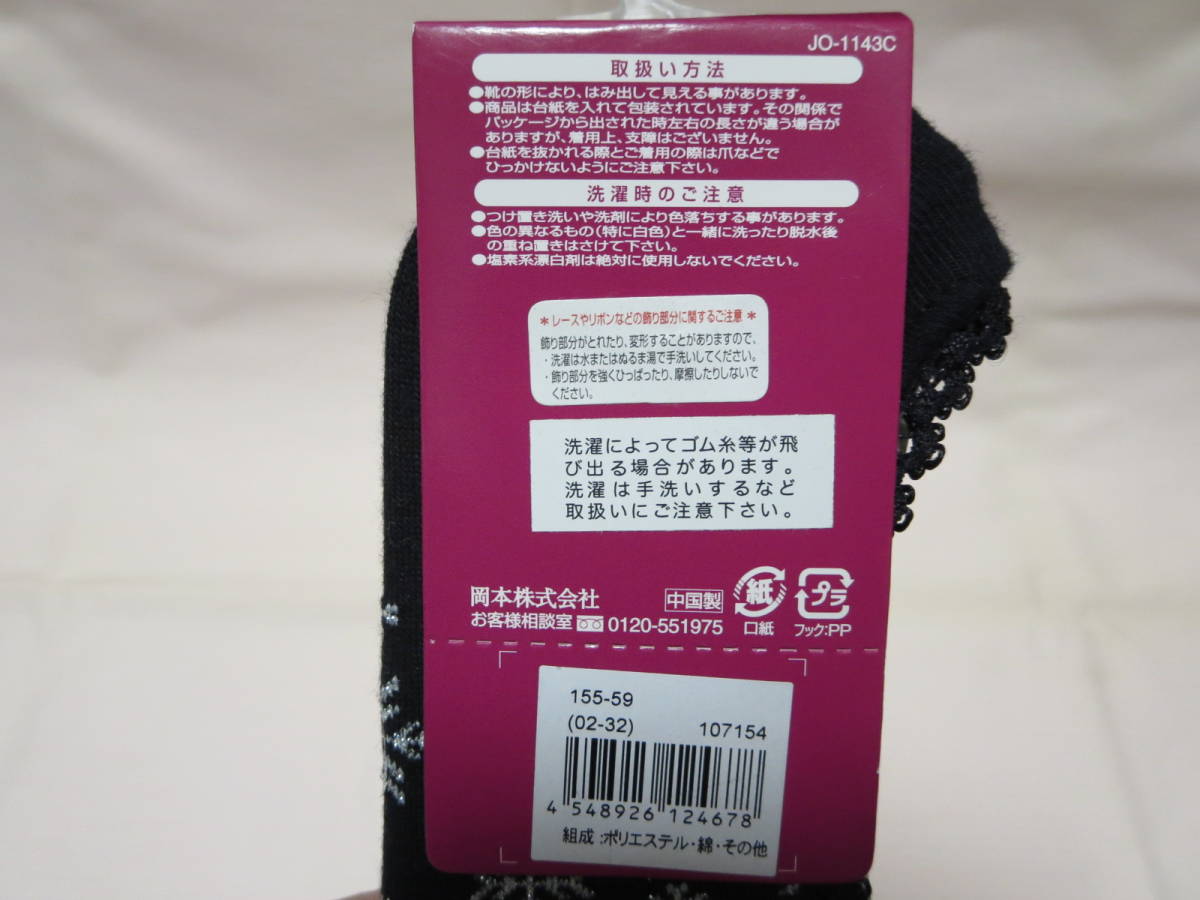 JO-1143C
取扱い方法
●靴の形により、はみ出して見える事があります。
●商品は台紙を入れて包装されています。その関係で
パッケージから出された時左右の長さが違う場合が
ありますが、着用上、支障はございません。
●台紙を抜かれる際とご着用の際は爪などで
ひっかけないようにご注意下さい。
洗濯時のご注意
●つけ置き洗いや洗剤により色落ちする事があります。
●色の異なるもの(特に白色)と一緒に洗ったり脱水後
の重ね置きはさけて下さい。
●塩素系漂白剤は絶対に使用しないでください。
＊レースやリボンなどの飾り部分に関するご注意＊
飾り部分がとれたり、変形することがありますので、
・洗濯は水またはぬるま湯で手洗いしてください。
・飾り部分を強くひっぱったり、摩擦したりしないで
ください。
洗濯によってゴム糸等が飛
び出る場合があります。
洗濯は手洗いするなど
取扱いにご注意下さい。
岡本株式会社 中国製 紙 プラ
お客様相談室 0120-551975 口紙 フック:PP
155-59
(02-32) 107154
4 548926 124678
組成:ポリエステル・綿・その他